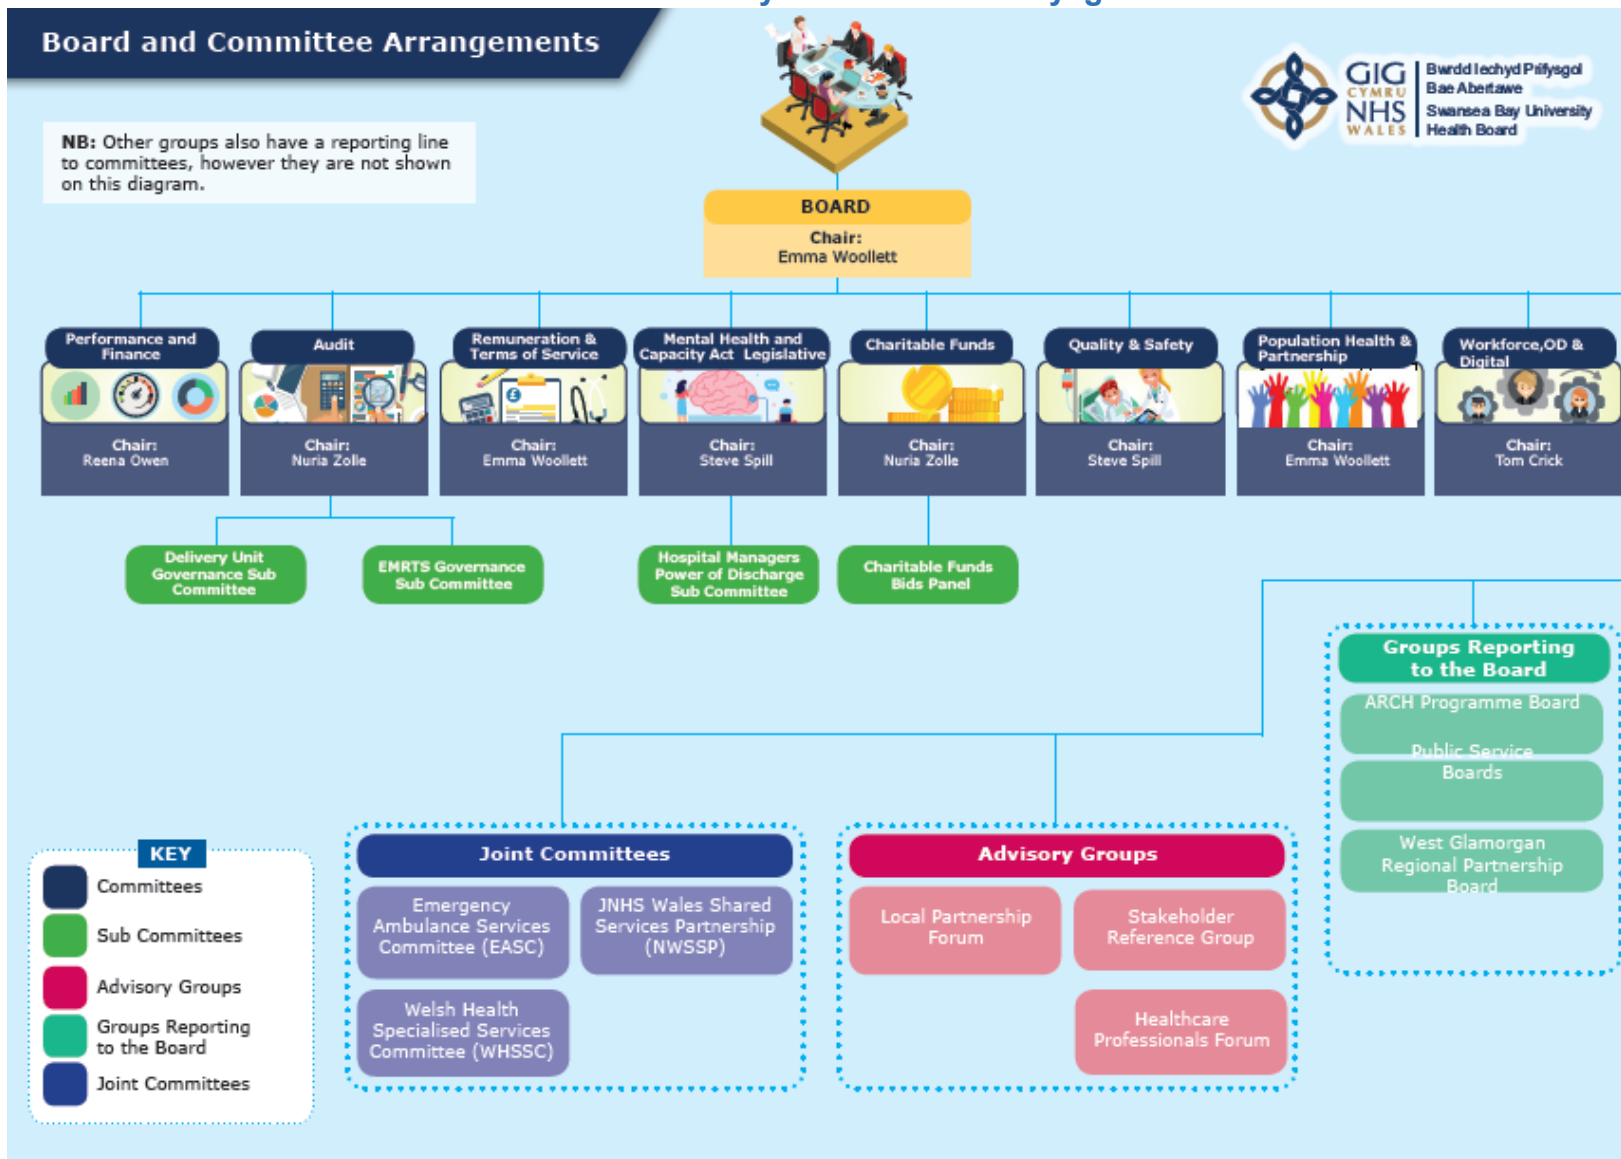 Board and Committee Arrangements
GIG
CYMRU
NHS
WALES
Bwrdd Iechyd Prifysgol
Bae Abertawe
Swansea Bay University
Health Board
NB: Other groups also have a reporting line
to committees, however they are not shown
on this diagram.
BOARD
Chair:
Emma Woollett
Performance and
Finance
Chair:
Reena Owen
Audit
Chair:
Nuria Zolle
Remuneration &
Terms of Service
Chair:
Emma Woollett
Mental Health and
Capacity Act Legislative
Chair:
Steve Spill
Charitable Funds
Chair:
Nuria Zolle
Quality & Safety
Chair:
Steve Spill
Population Health &
Partnership
Chair:
Emma Woollett
Workforce,OD &
Digital
Chair:
Tom Crick
Delivery Unit
Governance Sub
Committee
EMRTS Governance
Sub Committee
Hospital Managers
Power of Discharge
Sub Committee
Charitable Funds
Bids Panel
Groups Reporting
to the Board
ARCH Programme Board
Public Service
Boards
West Glamorgan
Regional Partnership
Board
KEY
Committees
Sub Committees
Advisory Groups
Groups Reporting
to the Board
Joint Committees
Joint Committees
Emergency
Ambulance Services
Committee (EASC)
JNHS Wales Shared
Services Partnership
(NWSSP)
Welsh Health
Specialised Services
Committee (WHSSC)
Advisory Groups
Local Partnership
Forum
Stakeholder
Reference Group
Healthcare
Professionals Forum